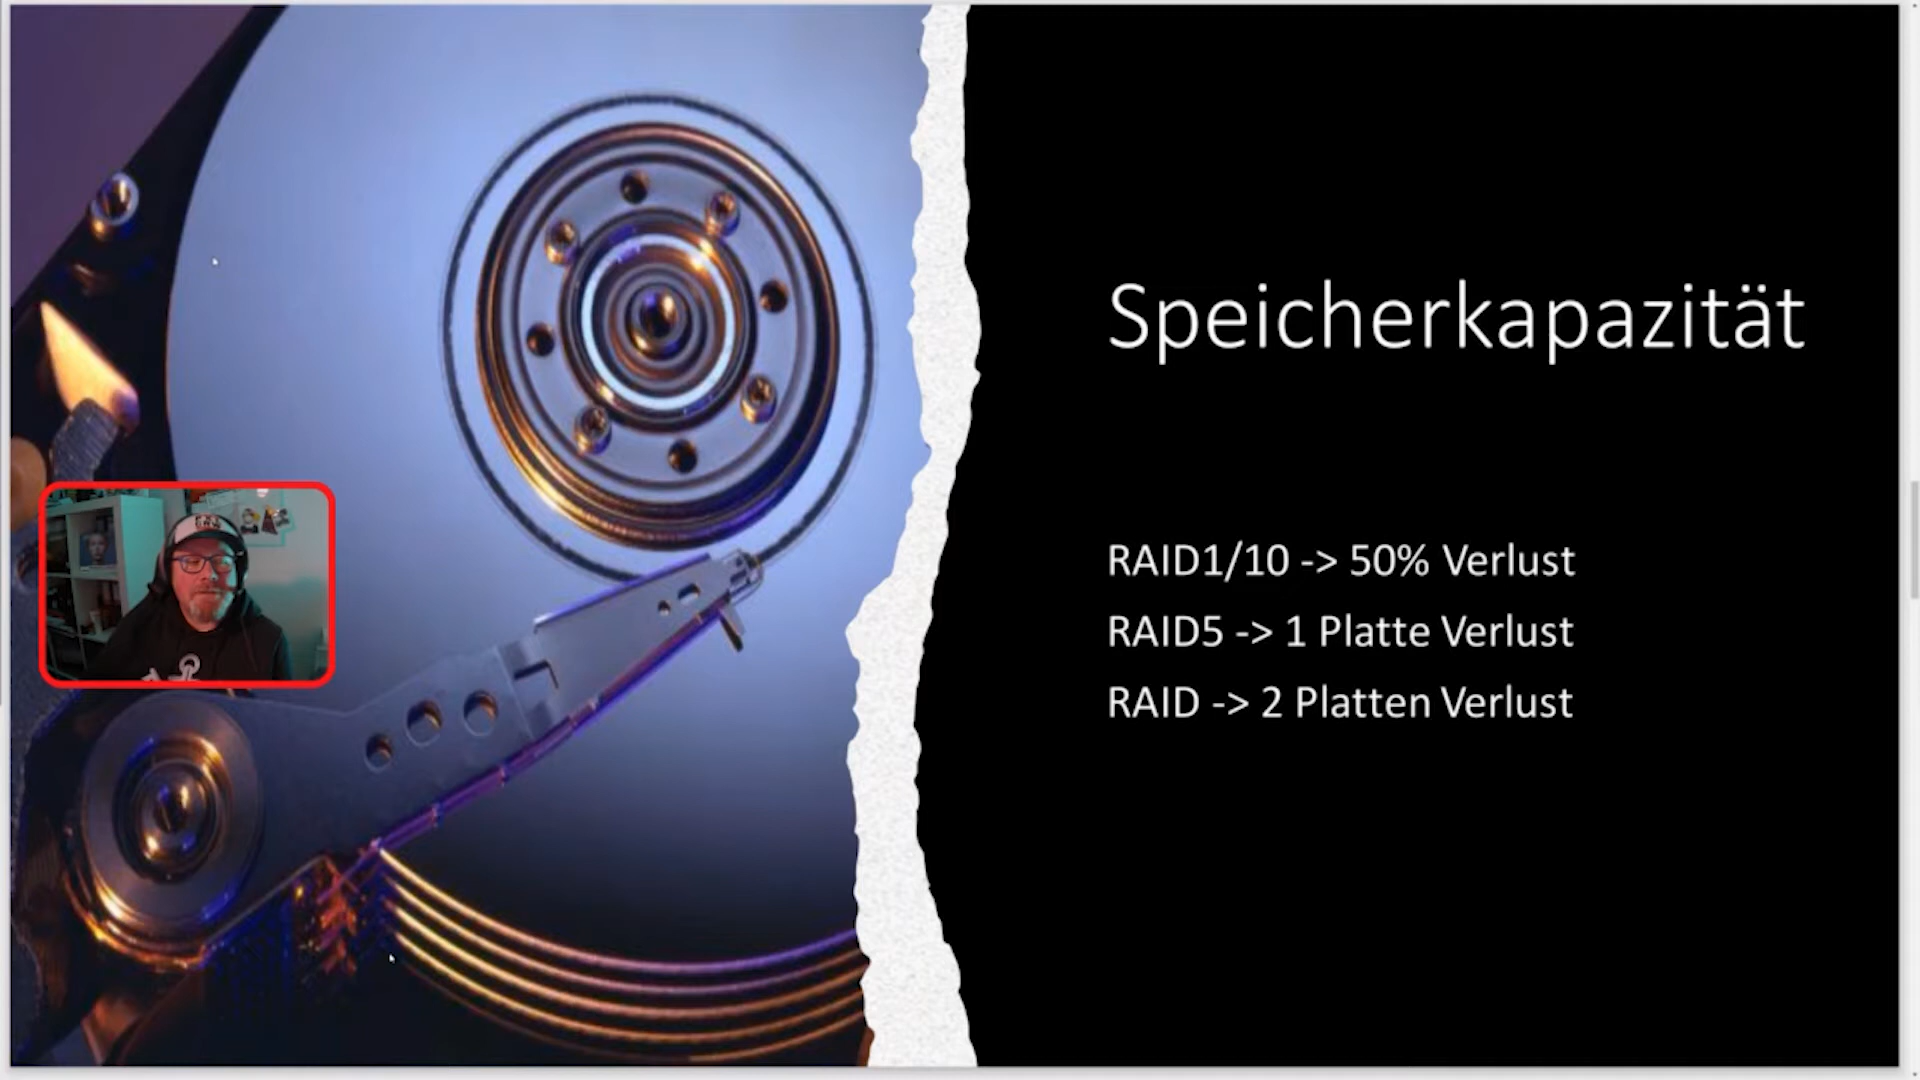 Speicherkapazität
RAID1/10 -> 50% Verlust
RAID5 -> 1 Platte Verlust
RAID -> 2 Platten Verlust